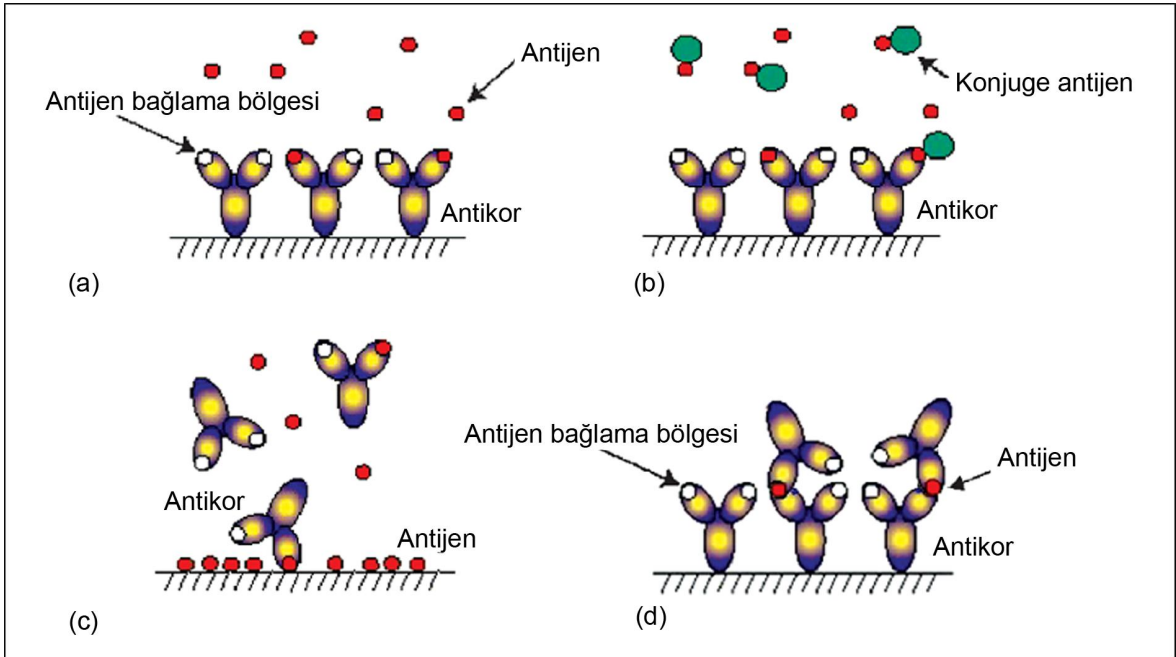 Antijen
Antijen bağlama bölgesi
Antikor
(a)
Konjuge antijen
Antikor
(b)
Antikor
Antijen
(c)
Antijen bağlama bölgesi
Antijen
Antikor
(d)